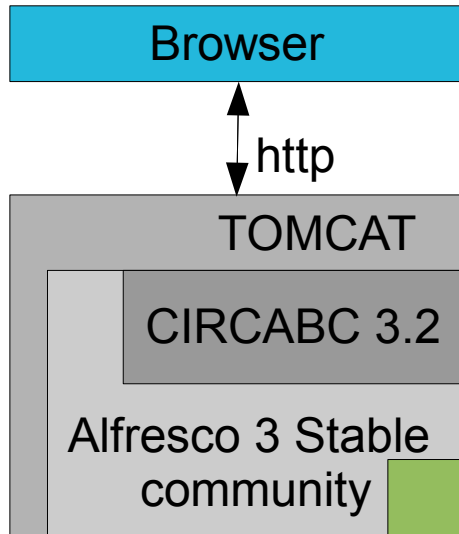 Browser
http
TOMCAT
CIRCABC 3.2
Alfresco 3 Stable
community